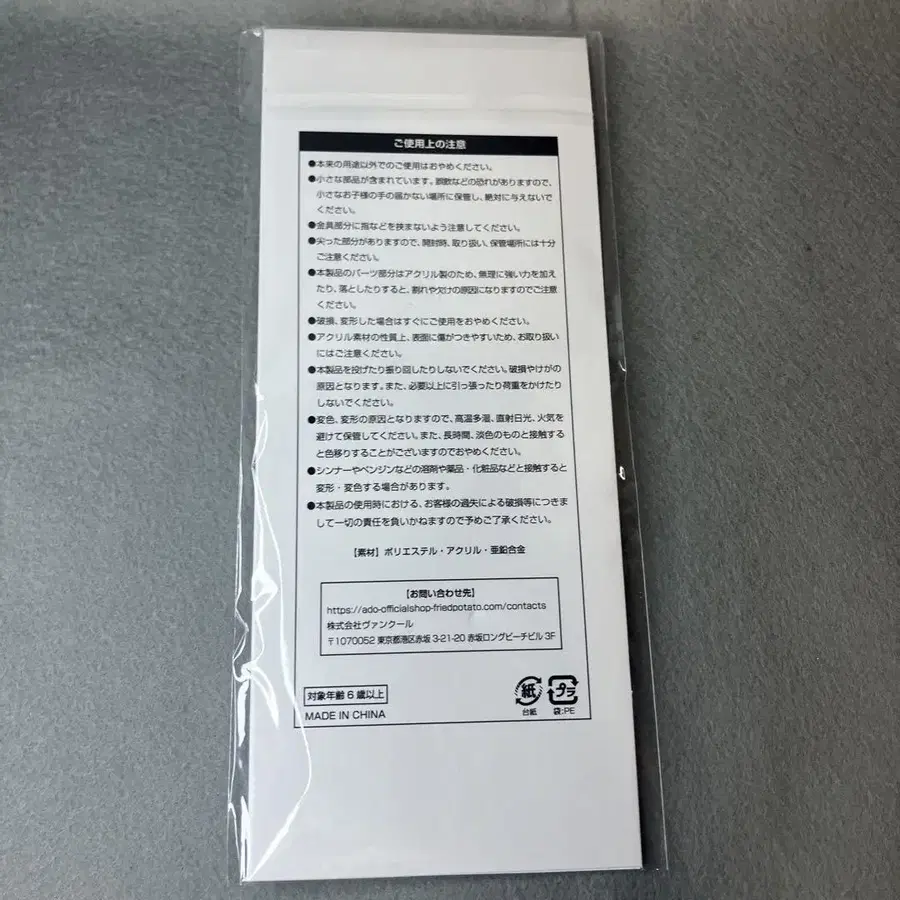 ご使用上の注意
●本来の用途以外でのご使用はおやめください。
●小さな部品が含まれています。誤飲などの恐れがありますので、
小さなお子様の手の届かない場所に保管し、絶対に与えないで
ください。
●金具部分に指などを挟まないよう注意してください。
●尖った部分がありますので、開封時、取り扱い、保管場所には十分
ご注意ください。
●本製品のパーツ部分はアクリル製のため、無理に強い力を加え
たり、落としたりすると、割れや欠けの原因になりますのでご注意
ください。
●破損、変形した場合はすぐにご使用をおやめください。
●アクリル素材の性質上、表面に傷がつきやすいため、お取り扱い
にはご注意ください。
●本製品を投げたり振り回したりしないでください。破損やけがの
原因となります。また、必要以上に引っ張ったり荷重をかけたり
しないでください。
●変色、変形の原因となりますので、高温多湿、直射日光、火気を
避けて保管してください。また、長時間、淡色のものと接触する
と色移りすることがございますのでおやめください。
●シンナーやベンジンなどの溶剤や薬品・化粧品などと接触すると
変形・変色する場合があります。
●本製品の使用時における、お客様の過失による破損等につきま
して一切の責任を負いかねますので予めご了承ください。
【素材】ポリエステル・アクリル・亜鉛合金
【お問い合わせ先】
https://ado-officialshop-friedpotato.com/contacts
株式会社ヴァンクール
〒1070052 東京都港区赤坂 3-21-20 赤坂ロングビーチビル 3F
対象年齢 6 歳以上
紙 プラ
MADE IN CHINA 台紙 袋:PE